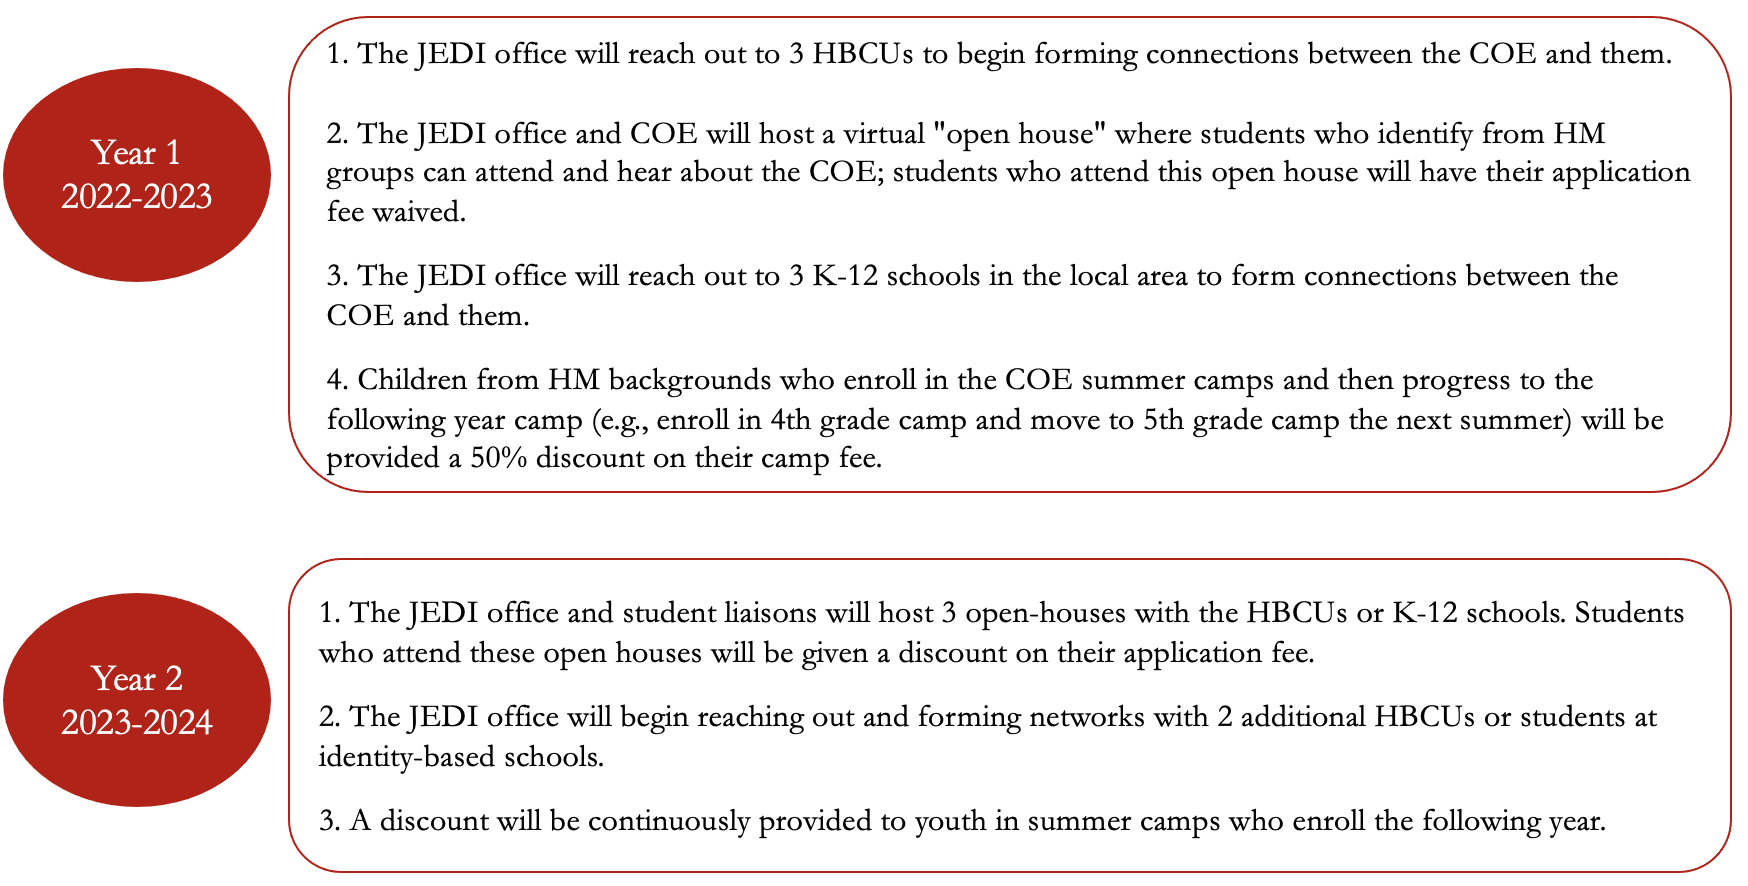 Year 1
2022-2023
1. The JEDI office will reach out to 3 HBCUs to begin forming connections between the COE and them.
2. The JEDI office and COE will host a virtual "open house" where students who identify from HM
groups can attend and hear about the COE; students who attend this open house will have their application
fee waived.
3. The JEDI office will reach out to 3 K-12 schools in the local area to form connections between the
COE and them.
4. Children from HM backgrounds who enroll in the COE summer camps and then progress to the
following year camp (e.g., enroll in 4th grade camp and move to 5th grade camp the next summer) will be
provided a 50% discount on their camp fee.
Year 2
2023-2024
1. The JEDI office and student liaisons will host 3 open-houses with the HBCUs or K-12 schools. Students
who attend these open houses will be given a discount on their application fee.
2. The JEDI office will begin reaching out and forming networks with 2 additional HBCUs or students at
identity-based schools.
3. A discount will be continuously provided to youth in summer camps who enroll the following year.